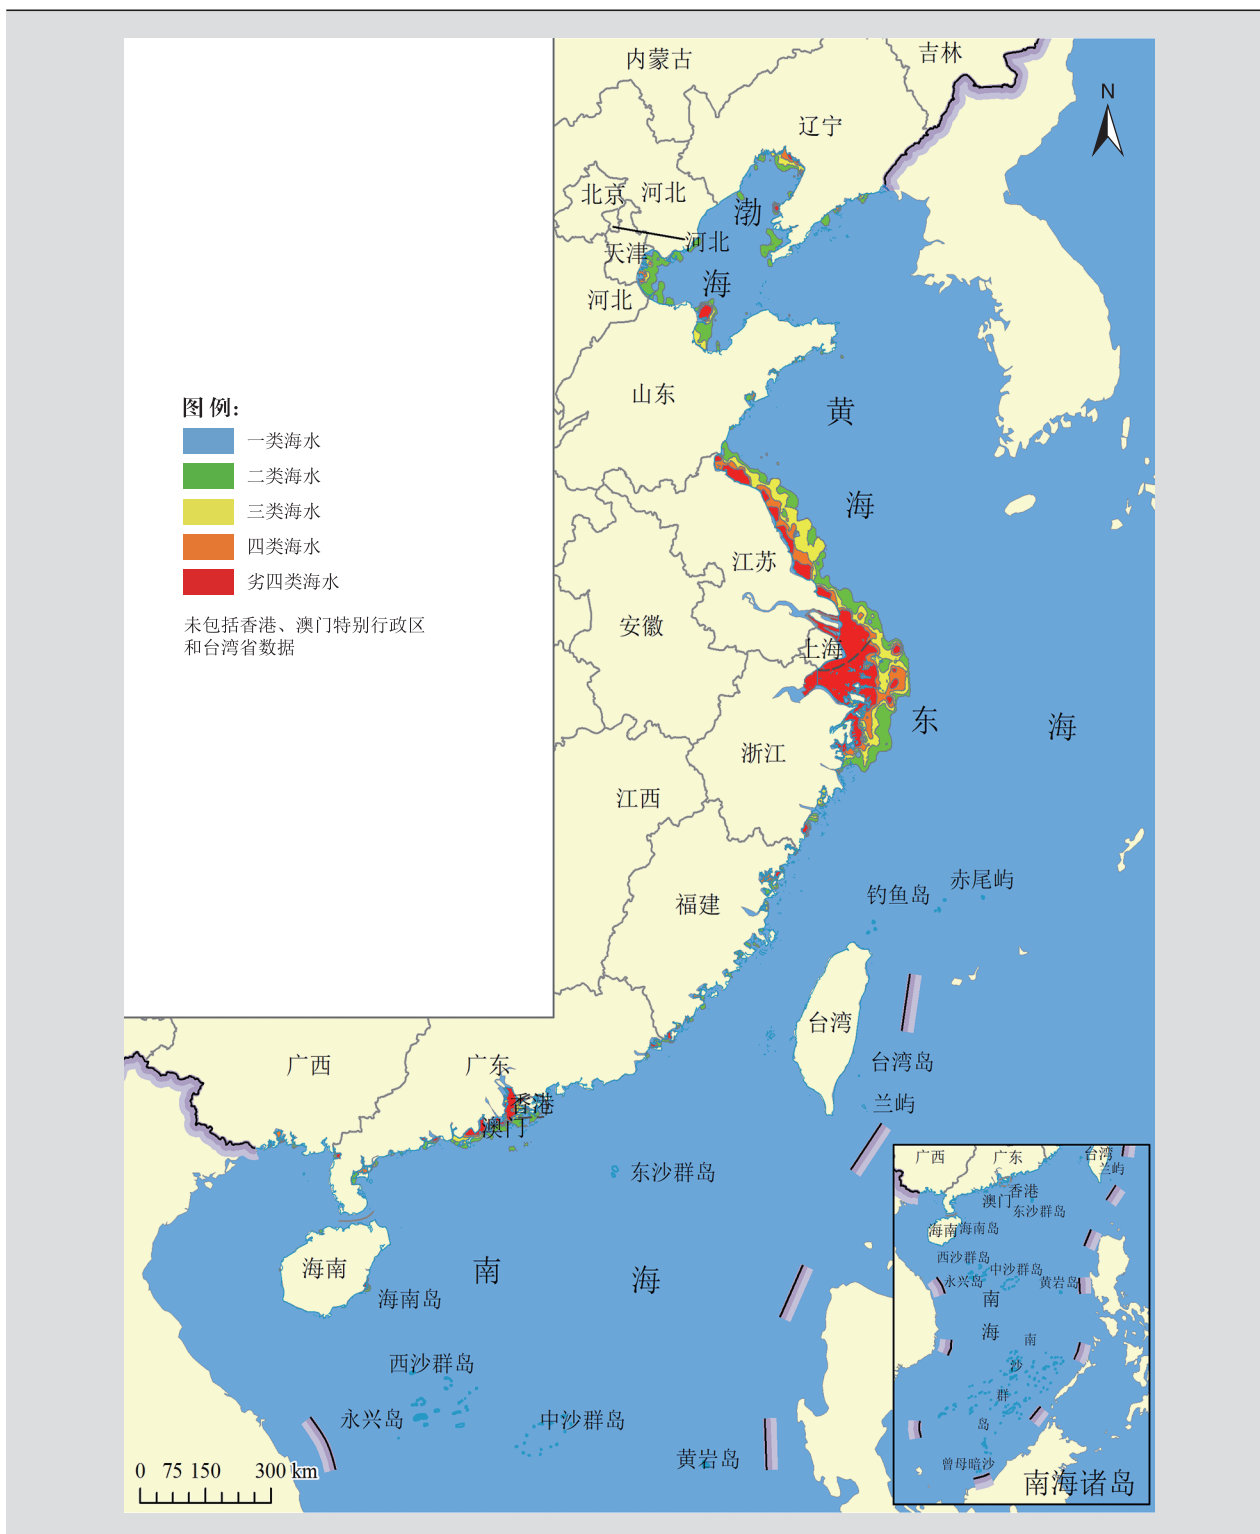 内蒙古
吉林
N
辽宁
北京
河北
渤
河北
天津
海
河北
山东
黄
图 例:
一类海水
二类海水
三类海水
海
四类海水
江苏
劣四类海水
未包括香港、澳门特别行政区
和台湾省数据
安徽
上海
东
海
浙江
江西
赤尾屿
钓鱼岛
福建
台湾
广西
广东
台湾岛
香港
兰屿
澳门
东沙群岛
海南
南
海
海南岛
西沙群岛
永兴岛
中沙群岛
黄岩岛
0 75 150 300 km
广西
广东
台湾
兰屿
香港
澳门
东沙群岛
海南
海南岛
西沙群岛
中沙群岛
永兴岛
黄岩岛
南
海
南
沙
群
岛
曾母暗沙
南海诸岛